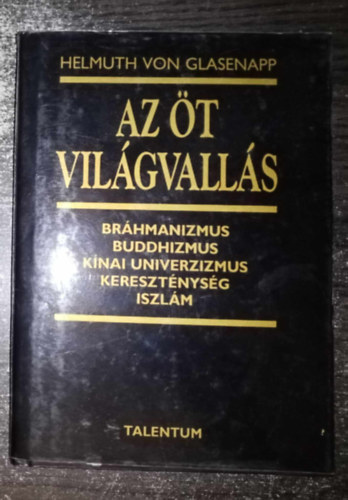 HELMUTH VON GLASENAPP
AZ ÖT
VILÁGVALLÁS
BRÁHMANIZMUS
BUDDHIZMUS
KÍNAI UNIVERZIZMUS
KERESZTÉNYSÉG
ISZLÁM
TALENTUM